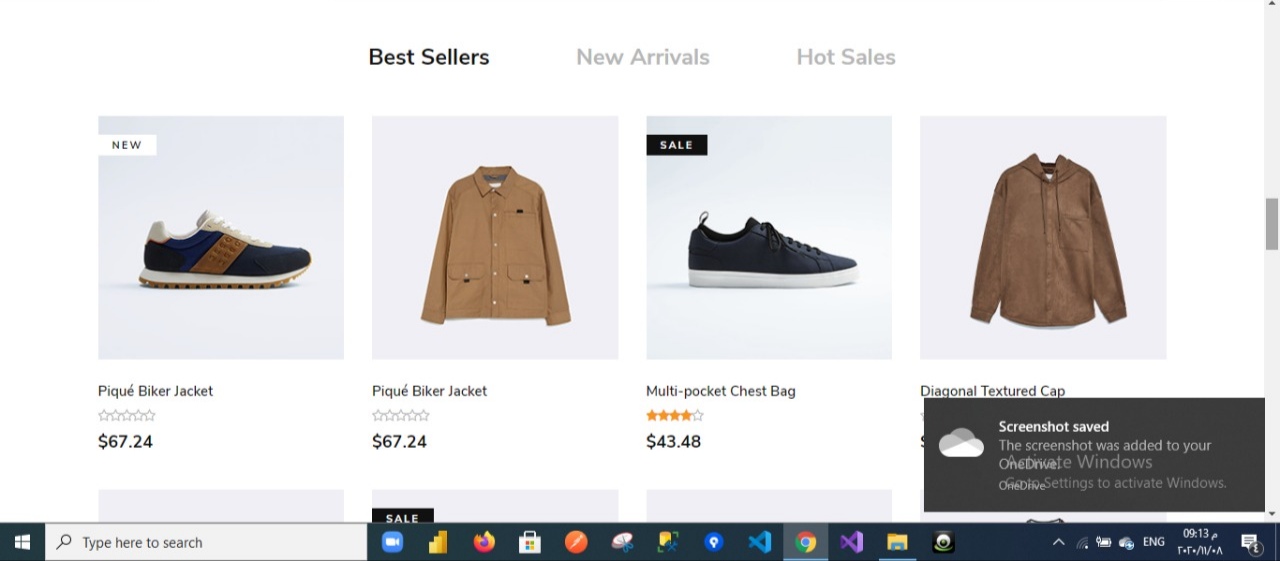 Best Sellers
New Arrivals
Hot Sales
NEW
SALE
Piqué Biker Jacket
Piqué Biker Jacket
Multi-pocket Chest Bag
Diagonal Textured Cap
$67.24
$67.24
$43.48
$
Screenshot saved
The screenshot was added to your
OneDrive.
OneDrive
Activate Windows
Go to Settings to activate Windows.
SALE
Type here to search
ENG
09:13 م
٢٠٢٠/١١/٠٨
٤